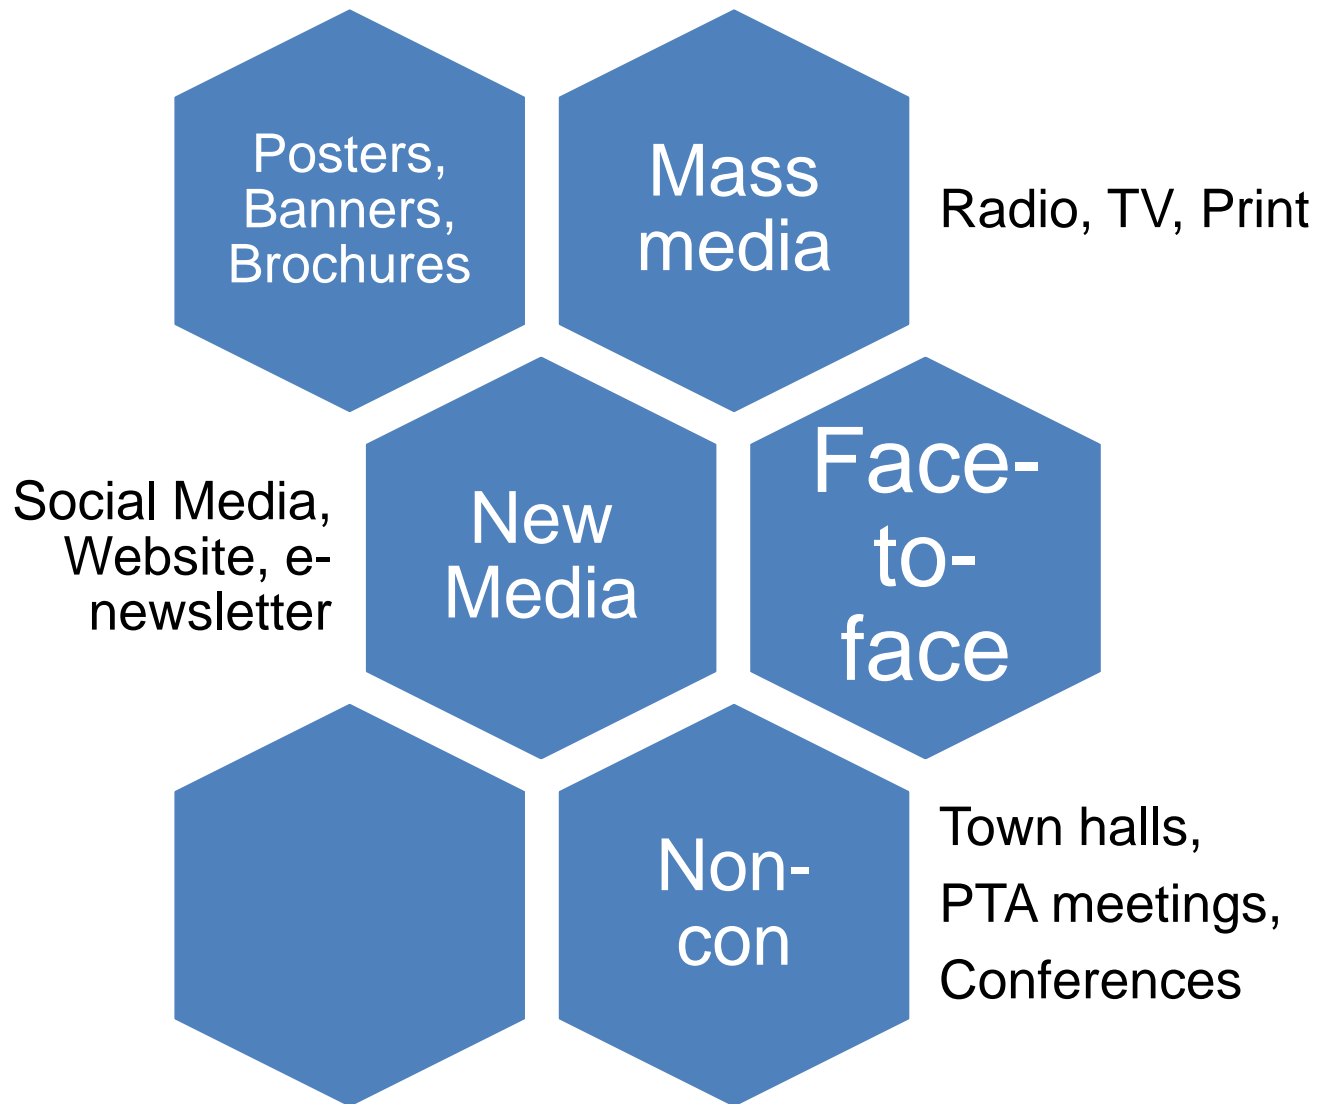 Posters,
Banners,
Brochures
Mass
media
Radio, TV, Print
Social Media,
Website, e-
newsletter
New
Media
Face-
to-
face
Non-
con
Town halls,
PTA meetings,
Conferences